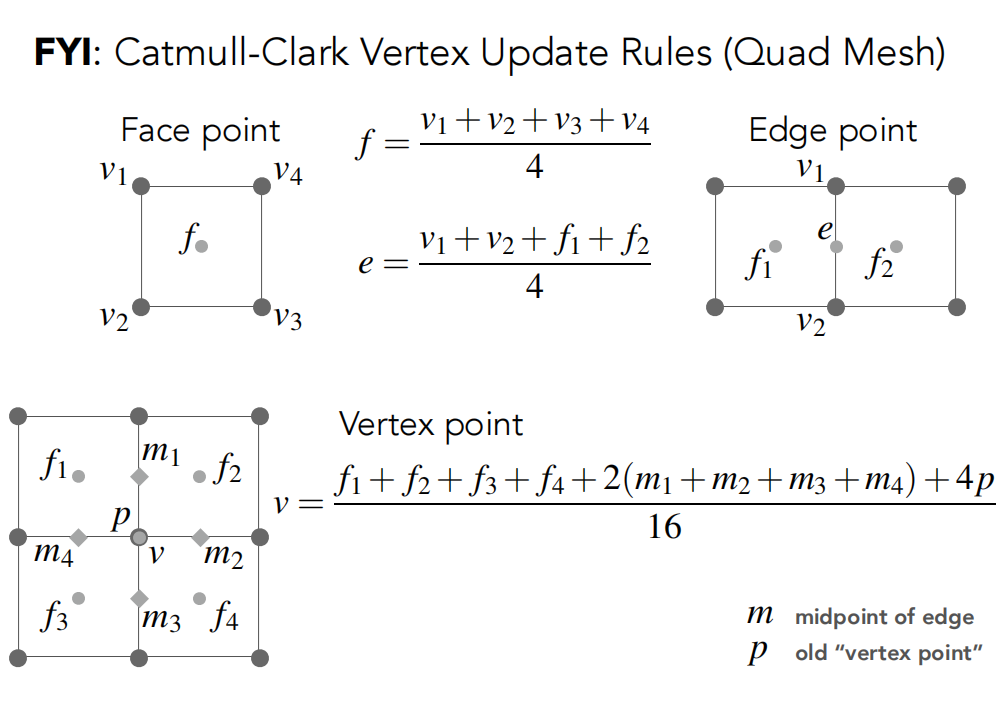 FYI: Catmull-Clark Vertex Update Rules (Quad Mesh)
Face point
v1
v4
f
v2
v3
f = (v1 + v2 + v3 + v4) / 4
e = (v1 + v2 + f1 + f2) / 4
Edge point
v1
e
f1
f2
v2
f1
m1
f2
p
m4
v
m2
f3
m3
f4
Vertex point
v = (f1 + f2 + f3 + f4 + 2(m1 + m2 + m3 + m4) + 4p) / 16
m midpoint of edge
p old “vertex point”